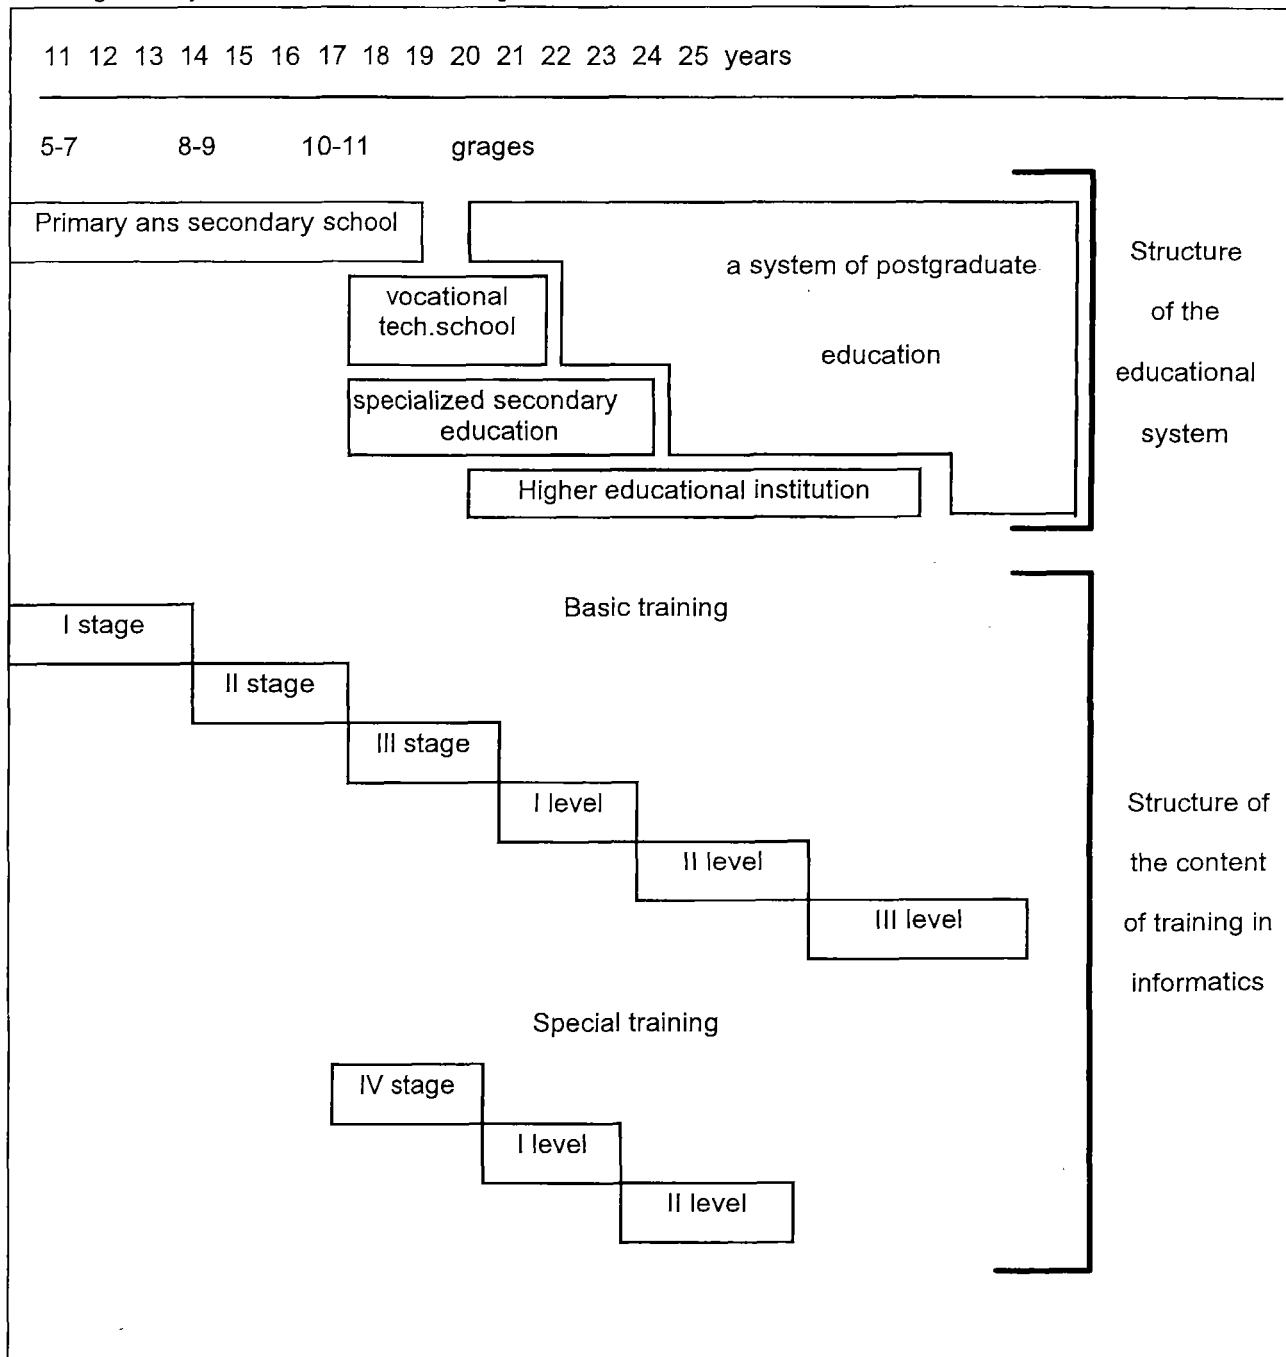 11 12 13 14 15 16 17 18 19 20 21 22 23 24 25 years
5-7 8-9 10-11 grages
Primary ans secondary school
a system of postgraduate
education
vocational
tech.school
specialized secondary
education
Higher educational institution
Structure
of the
educational
system
Basic training
I stage
II stage
III stage
I level
II level
III level
Special training
IV stage
I level
II level
Structure of
the content
of training in
informatics